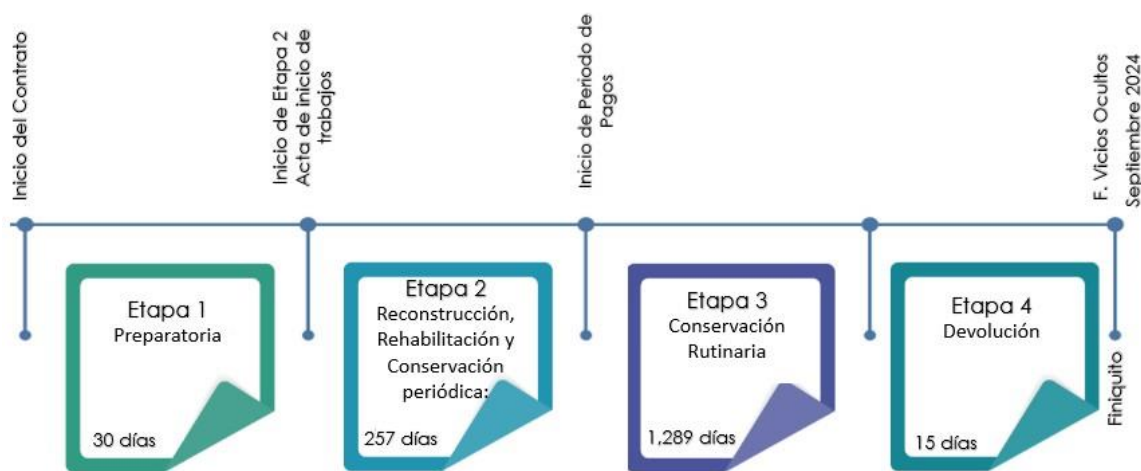 Inicio del Contrato
Inicio de Etapa 2
Acta de inicio de
trabajos
Inicio de Periodo de
Pagos
F. Vicios Ocultos
Septiembre 2024
Etapa 1
Preparatoria
30 días
Etapa 2
Reconstrucción,
Rehabilitación y
Conservación
periódica:
257 días
Etapa 3
Conservación
Rutinaria
1,289 días
Etapa 4
Devolución
15 días
Finiquito